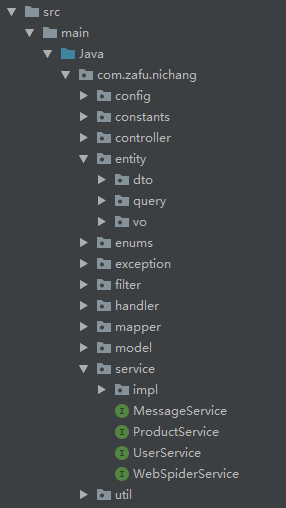 src
main
Java
com.zafu.nichang
config
constants
controller
entity
dto
query
vo
enums
exception
filter
handler
mapper
model
service
impl
MessageService
ProductService
UserService
WebSpiderService
util